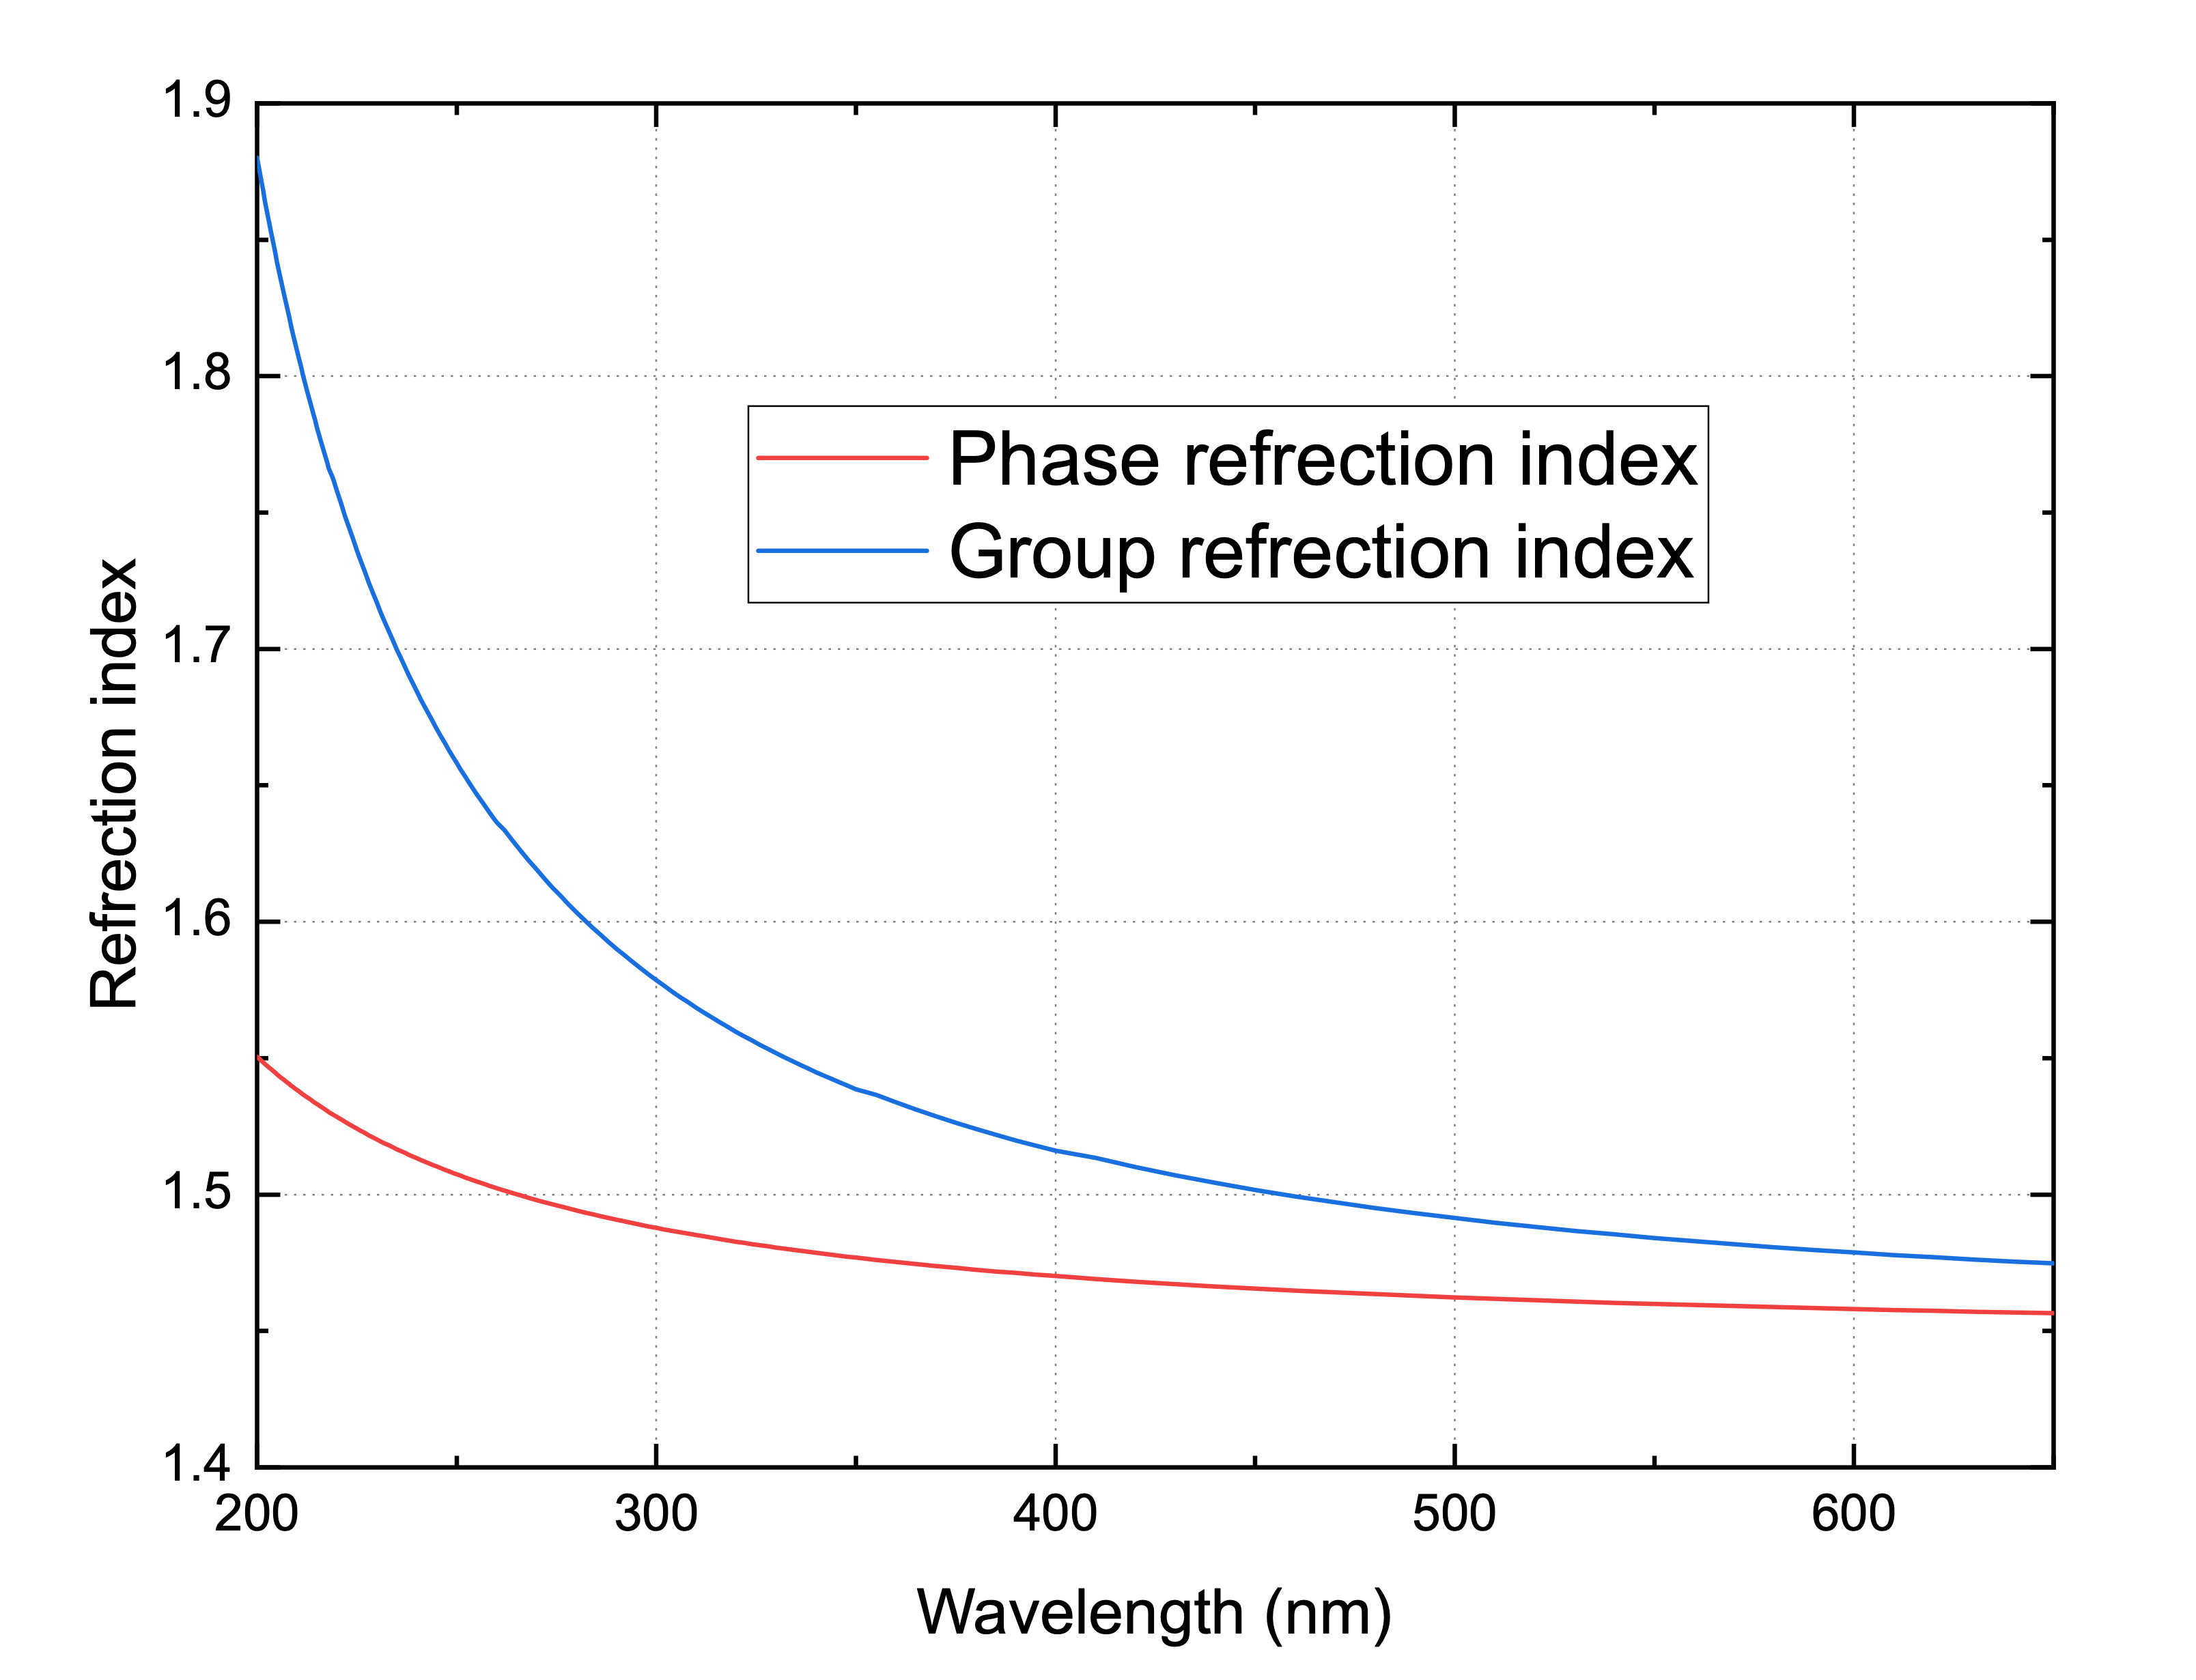 1.9
1.8
1.7
1.6
1.5
1.4
Refrection index
Phase refrection index
Group refrection index
200 300 400 500 600
Wavelength (nm)